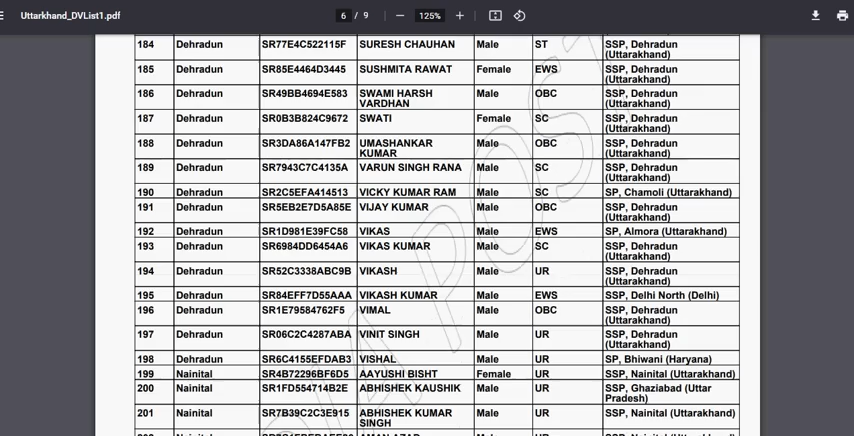 Uttarkhand_DVList1.pdf 6 / 9 125%
184 Dehradun SR77E4C522115F SURESH CHAUHAN Male ST SSP, Dehradun
(Uttarakhand)
185 Dehradun SR85E4464D3445 SUSHMITA RAWAT Female EWS SSP, Dehradun
(Uttarakhand)
186 Dehradun SR49BB4694E583 SWAMI HARSH Male OBC SSP, Dehradun
VARDHAN (Uttarakhand)
187 Dehradun SR0B3B824C9672 SWATI Female SC SSP, Dehradun
(Uttarakhand)
188 Dehradun SR3DA86A147FB2 UMASHANKAR Male OBC SSP, Dehradun
KUMAR (Uttarakhand)
189 Dehradun SR7943C7C4135A VARUN SINGH RANA Male SC SSP, Dehradun
(Uttarakhand)
190 Dehradun SR2C5EFA414513 VICKY KUMAR RAM Male SC SP, Chamoli (Uttarakhand)
191 Dehradun SR5EB2E7D5A85E VIJAY KUMAR Male OBC SSP, Dehradun
(Uttarakhand)
192 Dehradun SR1D981E39FC58 VIKAS Male EWS SP, Almora (Uttarakhand)
193 Dehradun SR6984DD6454A6 VIKAS KUMAR Male SC SSP, Dehradun
(Uttarakhand)
194 Dehradun SR52C3338ABC9B VIKASH Male UR SSP, Dehradun
(Uttarakhand)
195 Dehradun SR84EFF7D55AAA VIKASH KUMAR Male EWS SSP, Delhi North (Delhi)
196 Dehradun SR1E79584762F5 VIMAL Male OBC SSP, Dehradun
(Uttarakhand)
197 Dehradun SR06C2C4287ABA VINIT SINGH Male UR SSP, Dehradun
(Uttarakhand)
198 Dehradun SR6C4155EFDAB3 VISHAL Male UR SP, Bhiwani (Haryana)
199 Nainital SR4B72296BF6D5 AAYUSHI BISHT Female UR SSP, Nainital (Uttarakhand)
200 Nainital SR1FD554714B2E ABHISHEK KAUSHIK Male UR SSP, Ghaziabad (Uttar
Pradesh)
201 Nainital SR7B39C2C3E915 ABHISHEK KUMAR Male UR SSP, Nainital (Uttarakhand)
SINGH